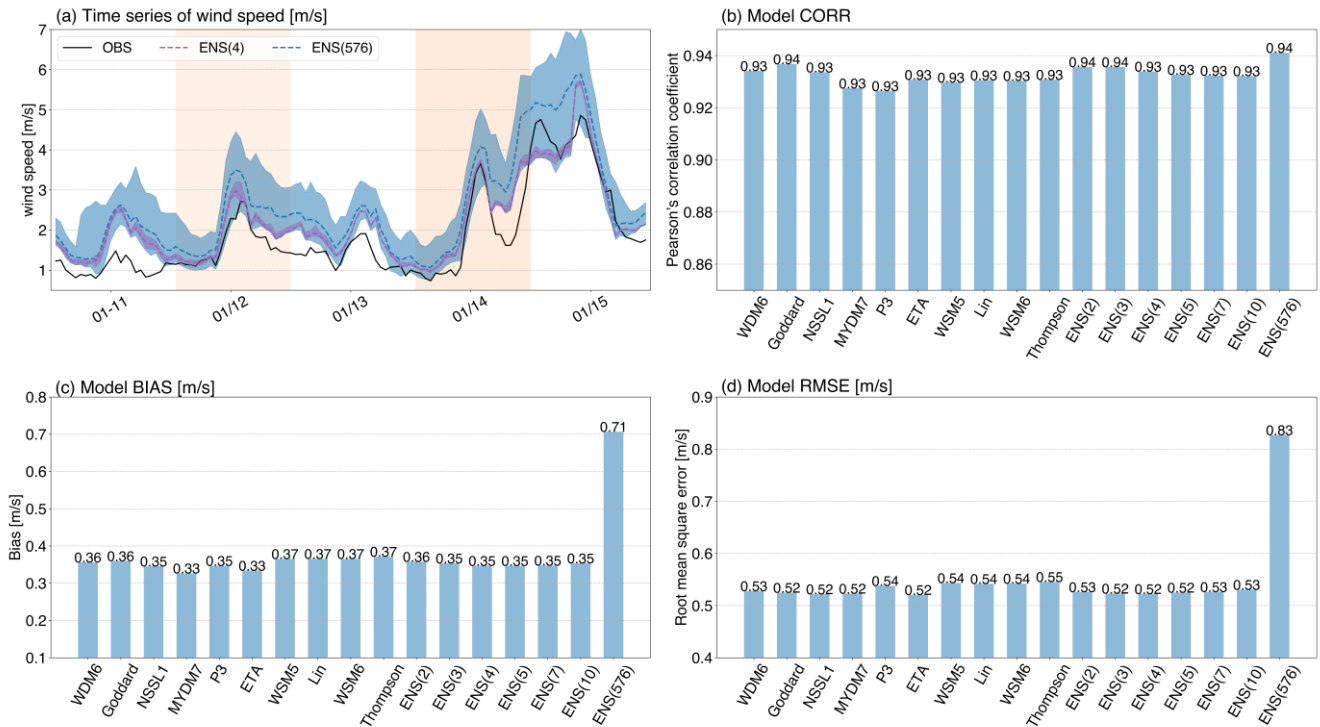 (a) Time series of wind speed [m/s]
OBS ENS(4) ENS(576)
wind speed [m/s]
7
6
5
4
3
2
1
01-11 01/12 01/13 01/14 01/15
(b) Model CORR
Pearson's correlation coefficient
0.94
0.92
0.90
0.88
0.86
0.93 0.94 0.93 0.93 0.93 0.93 0.93 0.93 0.93 0.93 0.94 0.94 0.93 0.93 0.93 0.93 0.94
WDM6 Goddard NSSL1 MYDM7 P3 ETA WSM5 Lin WSM6 Thompson ENS(2) ENS(3) ENS(4) ENS(5) ENS(7) ENS(10) ENS(576)
(c) Model BIAS [m/s]
Bias [m/s]
0.8
0.7
0.6
0.5
0.4
0.3
0.2
0.1
0.36 0.36 0.35 0.33 0.35 0.33 0.37 0.37 0.37 0.37 0.36 0.35 0.35 0.35 0.35 0.35 0.71
WDM6 Goddard NSSL1 MYDM7 P3 ETA WSM5 Lin WSM6 Thompson ENS(2) ENS(3) ENS(4) ENS(5) ENS(7) ENS(10) ENS(576)
(d) Model RMSE [m/s]
Root mean square error [m/s]
0.9
0.8
0.7
0.6
0.5
0.4
0.53 0.52 0.52 0.52 0.54 0.52 0.54 0.54 0.54 0.55 0.53 0.52 0.52 0.52 0.53 0.53 0.83
WDM6 Goddard NSSL1 MYDM7 P3 ETA WSM5 Lin WSM6 Thompson ENS(2) ENS(3) ENS(4) ENS(5) ENS(7) ENS(10) ENS(576)